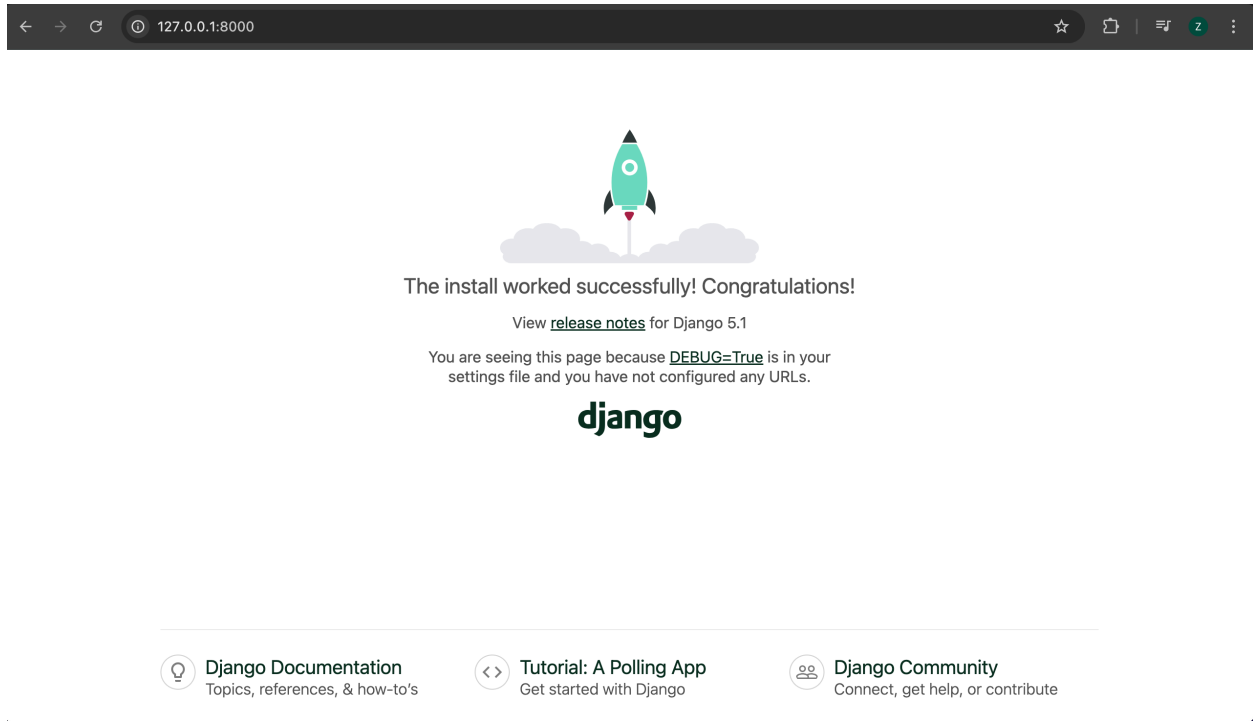 127.0.0.1:8000
Z
The install worked successfully! Congratulations!
View release notes for Django 5.1
You are seeing this page because DEBUG=True is in your
settings file and you have not configured any URLs.
django
Django Documentation
Topics, references, & how-to’s
Tutorial: A Polling App
Get started with Django
Django Community
Connect, get help, or contribute